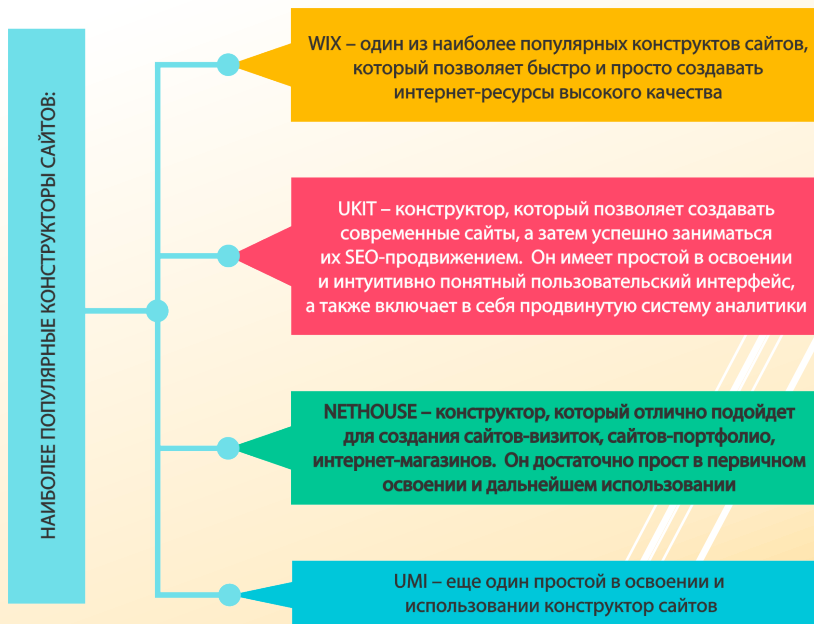 НАИБОЛЕЕ ПОПУЛЯРНЫЕ КОНСТРУКТОРЫ САЙТОВ:
WIX – один из наиболее популярных конструктов сайтов,
который позволяет быстро и просто создавать
интернет-ресурсы высокого качества
UKIT – конструктор, который позволяет создавать
современные сайты, а затем успешно заниматься
их SEO-продвижением. Он имеет простой в освоении
и интуитивно понятный пользовательский интерфейс,
а также включает в себя продвинутую систему аналитики
NETHOUSE – конструктор, который отлично подойдет
для создания сайтов-визиток, сайтов-портфолио,
интернет-магазинов. Он достаточно прост в первичном
освоении и дальнейшем использовании
UMI – еще один простой в освоении и
использовании конструктор сайтов